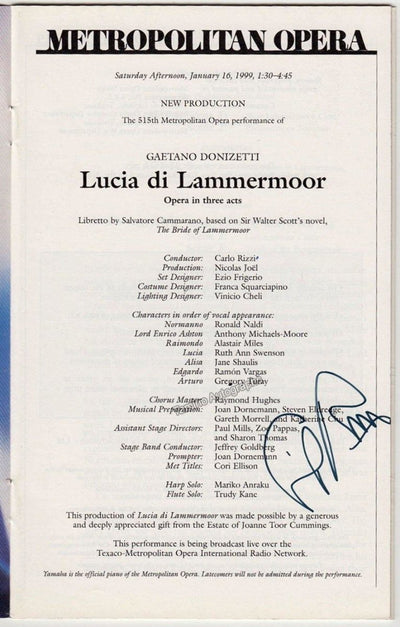 METROPOLITAN OPERA
Saturday Afternoon, January 16, 1999, 1:30–4:45
NEW PRODUCTION
The 515th Metropolitan Opera performance of
GAETANO DONIZETTI
Lucia di Lammermoor
Opera in three acts
Libretto by Salvatore Cammarano, based on Sir Walter Scott's novel,
The Bride of Lammermoor
Conductor: Carlo Rizzi
Production: Nicolas Joël
Set Designer: Ezio Frigerio
Costume Designer: Franca Squarciapino
Lighting Designer: Vinicio Cheli
Characters in order of vocal appearance:
Normanno Ronald Naldi
Lord Enrico Ashton Anthony Michaels-Moore
Raimondo Alastair Miles
Lucia Ruth Ann Swenson
Alisa Jane Shaulis
Edgardo Ramón Vargas
Arturo Gregory Turay
Tamino Autographs
Chorus Master: Raymond Hughes
Musical Preparation: Joan Dornemann, Steven Eldredge,
Gareth Morrell, and Katherine Chu
Assistant Stage Directors: Paul Mills, Zoe Pappas,
and Sharon Thomas
Stage Band Conductor: Jeffrey Goldberg
Prompter: Joan Dornemann
Met Titles: Cori Ellison
Harp Solo: Mariko Anraku
Flute Solo: Trudy Kane
This production of Lucia di Lammermoor was made possible by a generous
and deeply appreciated gift from the Estate of Joanne Toor Cummings.
This performance is being broadcast live over the
Texaco-Metropolitan Opera International Radio Network.
Yamaha is the official piano of the Metropolitan Opera. Latecomers will not be admitted during the performance.